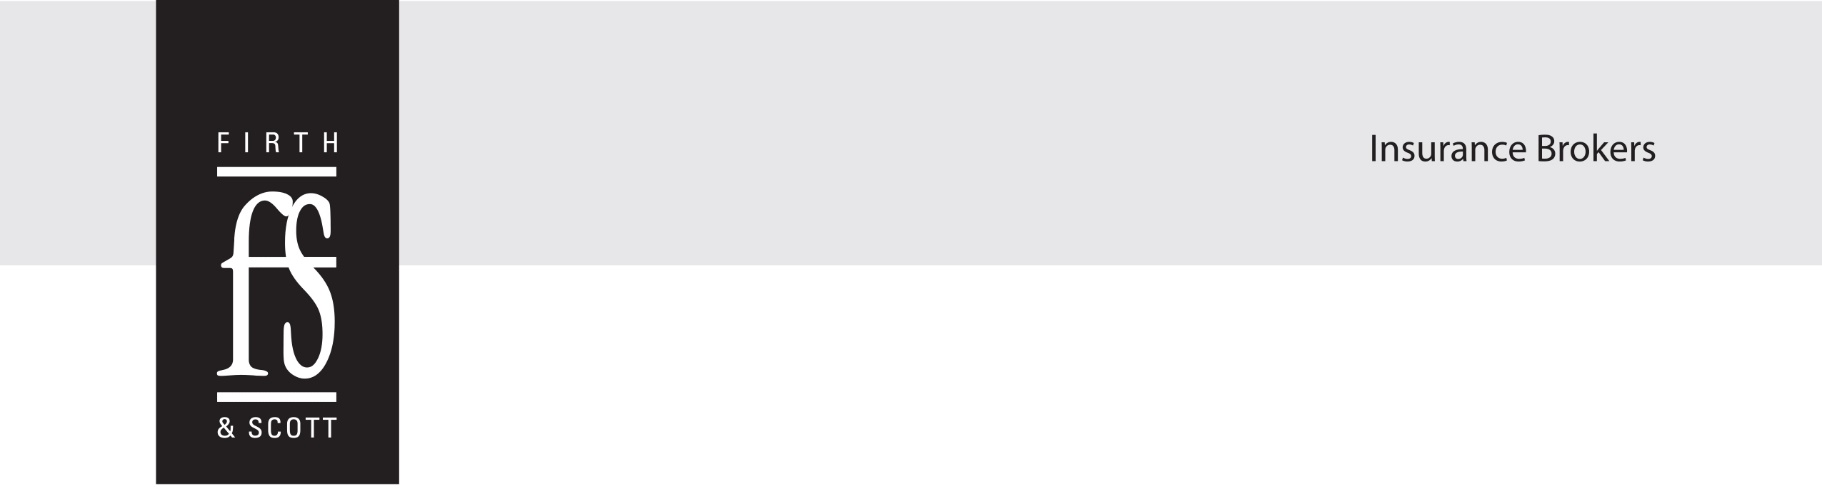 FIRTH
fS
& SCOTT
Insurance Brokers